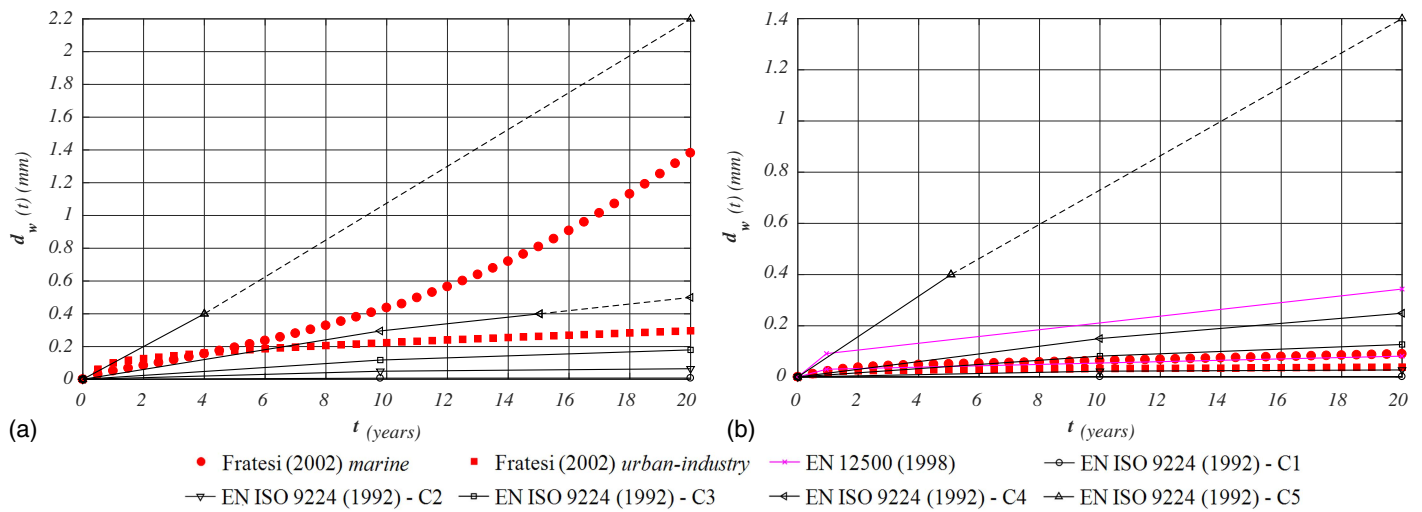 2.2
2
1.8
1.6
1.4
1.2
1
0.8
0.6
0.4
0.2
0
d w (t) (mm)
0 2 4 6 8 10 12 14 16 18 20
t (years)
(a)
1.4
1.2
1
0.8
0.6
0.4
0.2
0
d w (t) (mm)
0 2 4 6 8 10 12 14 16 18 20
t (years)
(b)
Fratesi (2002) marine Fratesi (2002) urban-industry EN 12500 (1998) EN ISO 9224 (1992) - C1
EN ISO 9224 (1992) - C2 EN ISO 9224 (1992) - C3 EN ISO 9224 (1992) - C4 EN ISO 9224 (1992) - C5